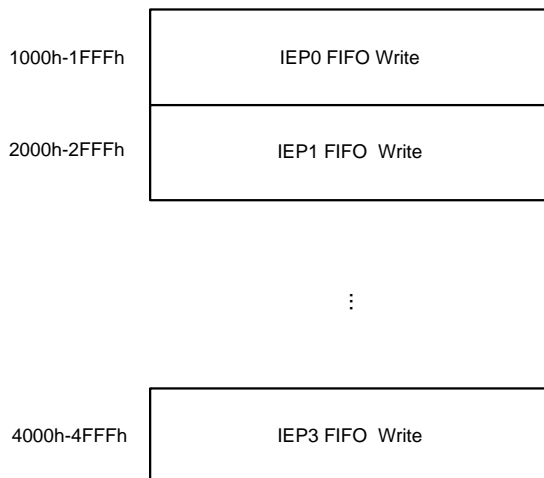 1000h-1FFFh IEP0 FIFO Write
2000h-2FFFh IEP1 FIFO Write
...
4000h-4FFFh IEP3 FIFO Write